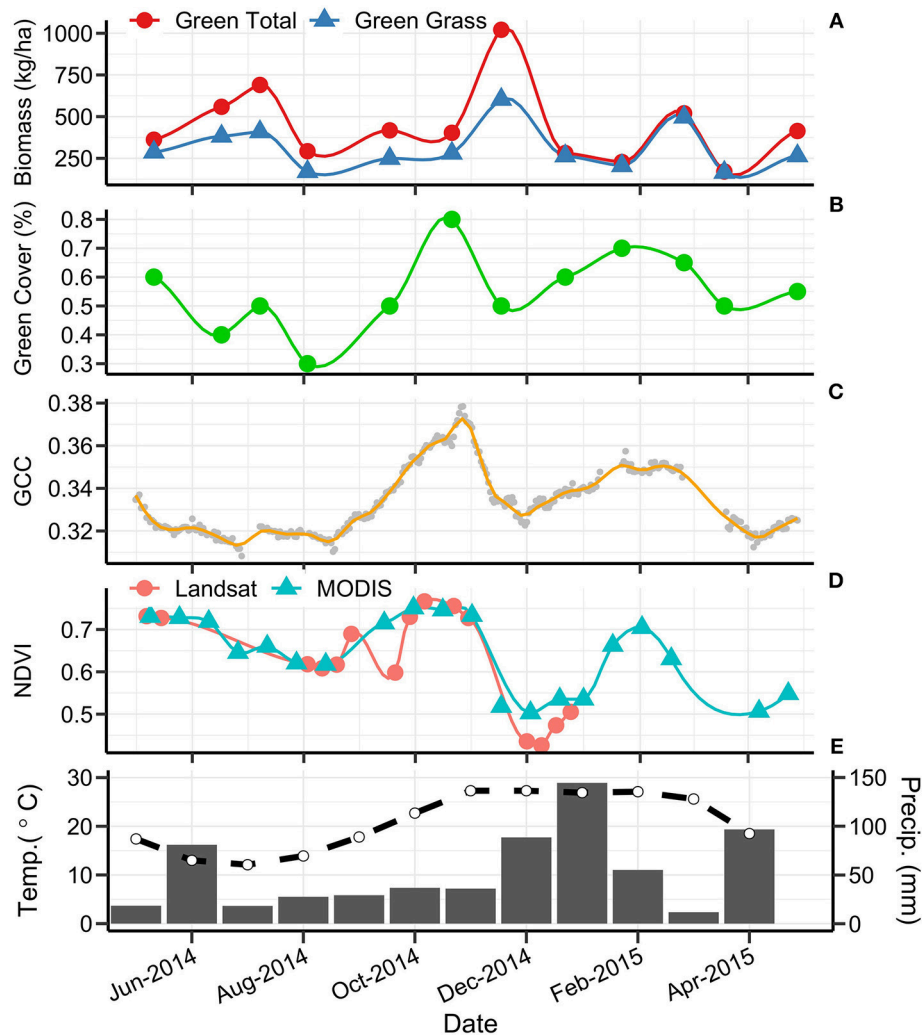 Green Total Green Grass
A
Biomass (kg/ha)
1000
750
500
250
B
Green Cover (%)
0.8
0.7
0.6
0.5
0.4
0.3
C
GCC
0.38
0.36
0.34
0.32
Landsat MODIS
D
NDVI
0.7
0.6
0.5
E
Temp.( ° C)
30
20
10
0
150
100
50
0
Precip. (mm)
Jun-2014
Aug-2014
Oct-2014
Dec-2014
Feb-2015
Apr-2015
Date